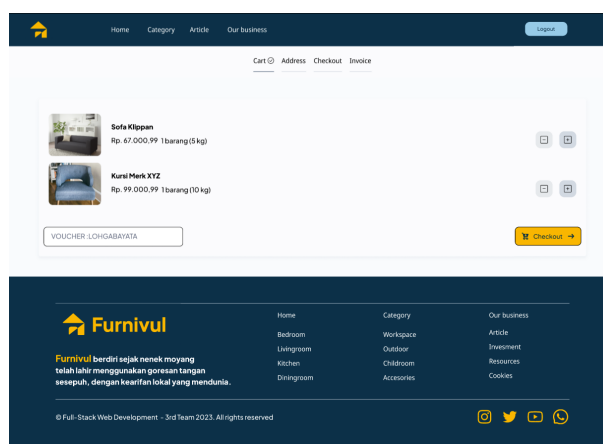 Home Category Article Our business Logout
Cart Address Checkout Invoice
Sofa Klippan
Rp. 67.000,99 1 barang (5 kg)
Kursi Merk XYZ
Rp. 99.000,99 1 barang (10 kg)
VOUCHER :LOHGABAYATA
Checkout
Furnivul
Furnivul berdiri sejak nenek moyang
telah lahir menggunakan goresan tangan
sesepuh, dengan kearifan lokal yang mendunia.
Home
Bedroom
Livingroom
Kitchen
Diningroom
Category
Workspace
Outdoor
Childroom
Accesories
Our business
Article
Invesment
Resources
Cookies
© Full-Stack Web Development - 3rd Team 2023. All rights reserved